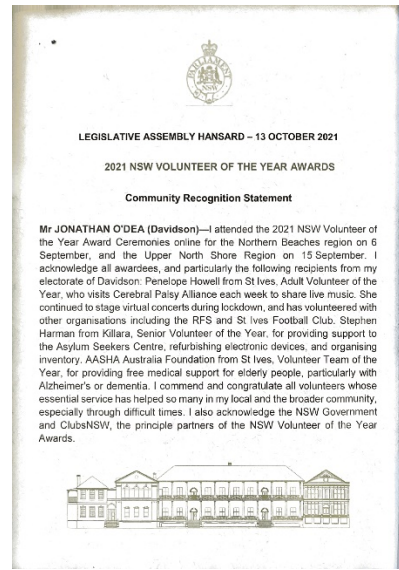 PARLIAMENT
NSW
LEGISLATIVE ASSEMBLY HANSARD – 13 OCTOBER 2021
2021 NSW VOLUNTEER OF THE YEAR AWARDS
Community Recognition Statement
Mr JONATHAN O'DEA (Davidson)—I attended the 2021 NSW Volunteer of
the Year Award Ceremonies online for the Northern Beaches region on 6
September, and the Upper North Shore Region on 15 September. I
acknowledge all awardees, and particularly the following recipients from my
electorate of Davidson: Penelope Howell from St Ives, Adult Volunteer of the
Year, who visits Cerebral Palsy Alliance each week to share live music. She
continued to stage virtual concerts during lockdown, and has volunteered with
other organisations including the RFS and St Ives Football Club. Stephen
Harman from Killara, Senior Volunteer of the Year, for providing support to
the Asylum Seekers Centre, refurbishing electronic devices, and organising
inventory. AASHA Australia Foundation from St Ives, Volunteer Team of the
Year, for providing free medical support for elderly people, particularly with
Alzheimer's or dementia. I commend and congratulate all volunteers whose
essential service has helped so many in my local and the broader community,
especially through difficult times. I also acknowledge the NSW Government
and ClubsNSW, the principle partners of the NSW Volunteer of the Year
Awards.